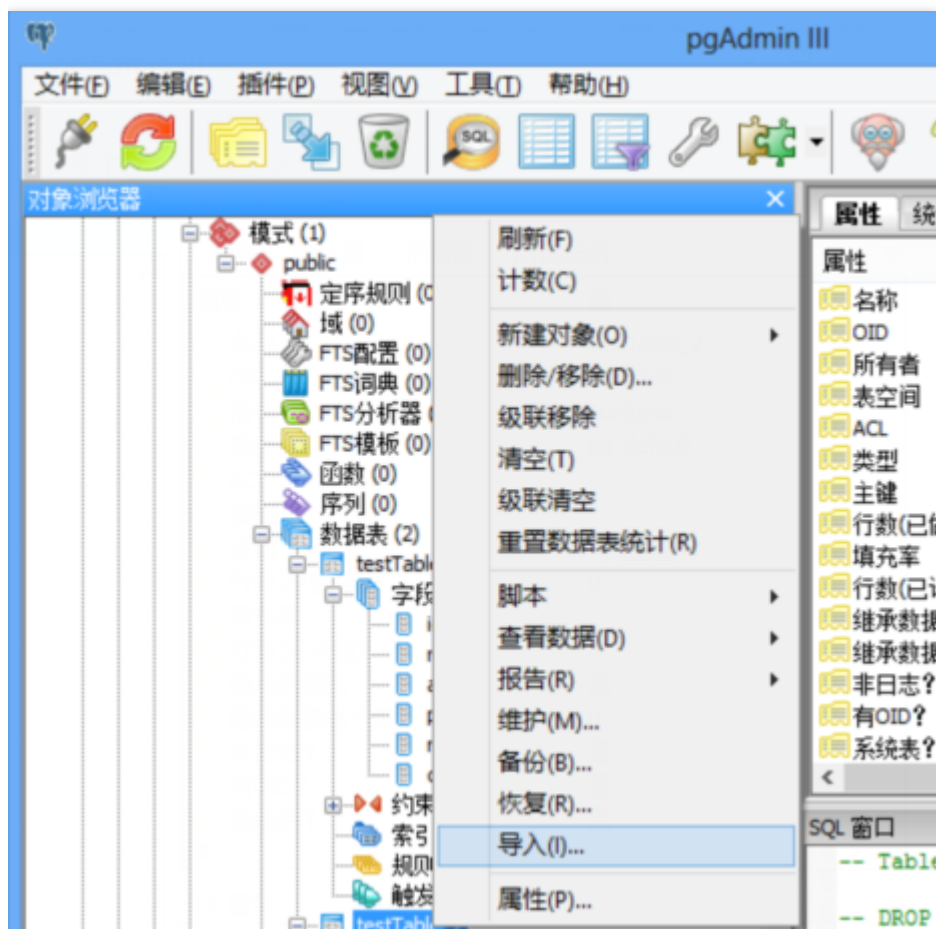 pgAdmin III
文件(F) 编辑(E) 插件(P) 视图(V) 工具(T) 帮助(H)
SQL
对象浏览器
模式 (1)
public
定序规则 (0
域 (0)
FTS配置 (0)
FTS词典 (0)
FTS分析器 (
FTS模板 (0)
函数 (0)
序列 (0)
数据表 (2)
testTable
字段
约束
索引
规则
触发
testTable
刷新(F)
计数(C)
新建对象(O)
删除/移除(D)...
级联移除
清空(T)
级联清空
重置数据表统计(R)
脚本
查看数据(D)
报告(R)
维护(M)...
备份(B)...
恢复(R)...
导入(I)...
属性(P)...
属性 统
属性
名称
OID
所有者
表空间
ACL
类型
主键
行数(已估
填充率
行数(已计
继承数据
继承数据
非日志?
有OID?
系统表?
SQL 窗口
-- Table
-- DROP